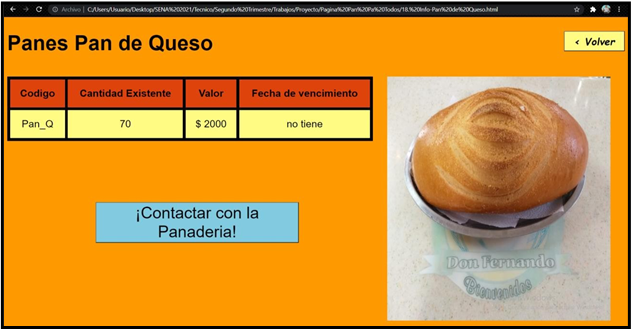 Archivo | C:/Users/Usuario/Desktop/SENA%202021/Tecnico/Segundo%20Trimestre/Trabajos/Proyecto/Pagina%20Pan%20Pa%20Todos/18.%20Info-Pan%20de%20Queso.html
Panes Pan de Queso
< Volver
Codigo Cantidad Existente Valor Fecha de vencimiento
Pan_Q 70 $ 2000 no tiene
¡Contactar con la
Panaderia!
Don Fernando
Bienvenidos